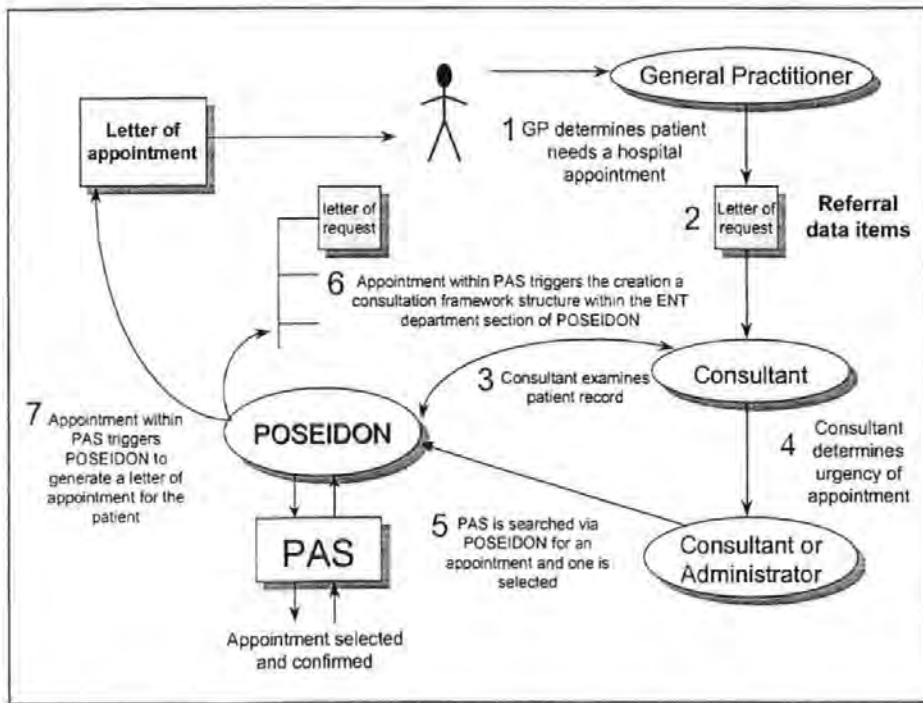 General Practitioner
Letter of
appointment
1 GP determines patient
needs a hospital
appointment
2
Letter of
request
Referral
data items
letter of
request
6 Appointment within PAS triggers the creation a
consultation framework structure within the ENT
department section of POSEIDON
3 Consultant examines
patient record
Consultant
7 Appointment within
PAS triggers
POSEIDON to
generate a letter of
appointment for the
patient
POSEIDON
4 Consultant
determines
urgency of
appointment
5 PAS is searched via
POSEIDON for an
appointment and one is
selected
PAS
Consultant or
Administrator
Appointment selected
and confirmed